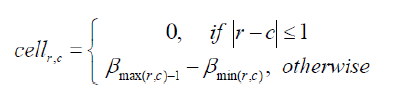 cell_{r,c} = { 0, if |r − c| ≤ 1
β_{max(r,c)−1} − β_{min(r,c)}, otherwise